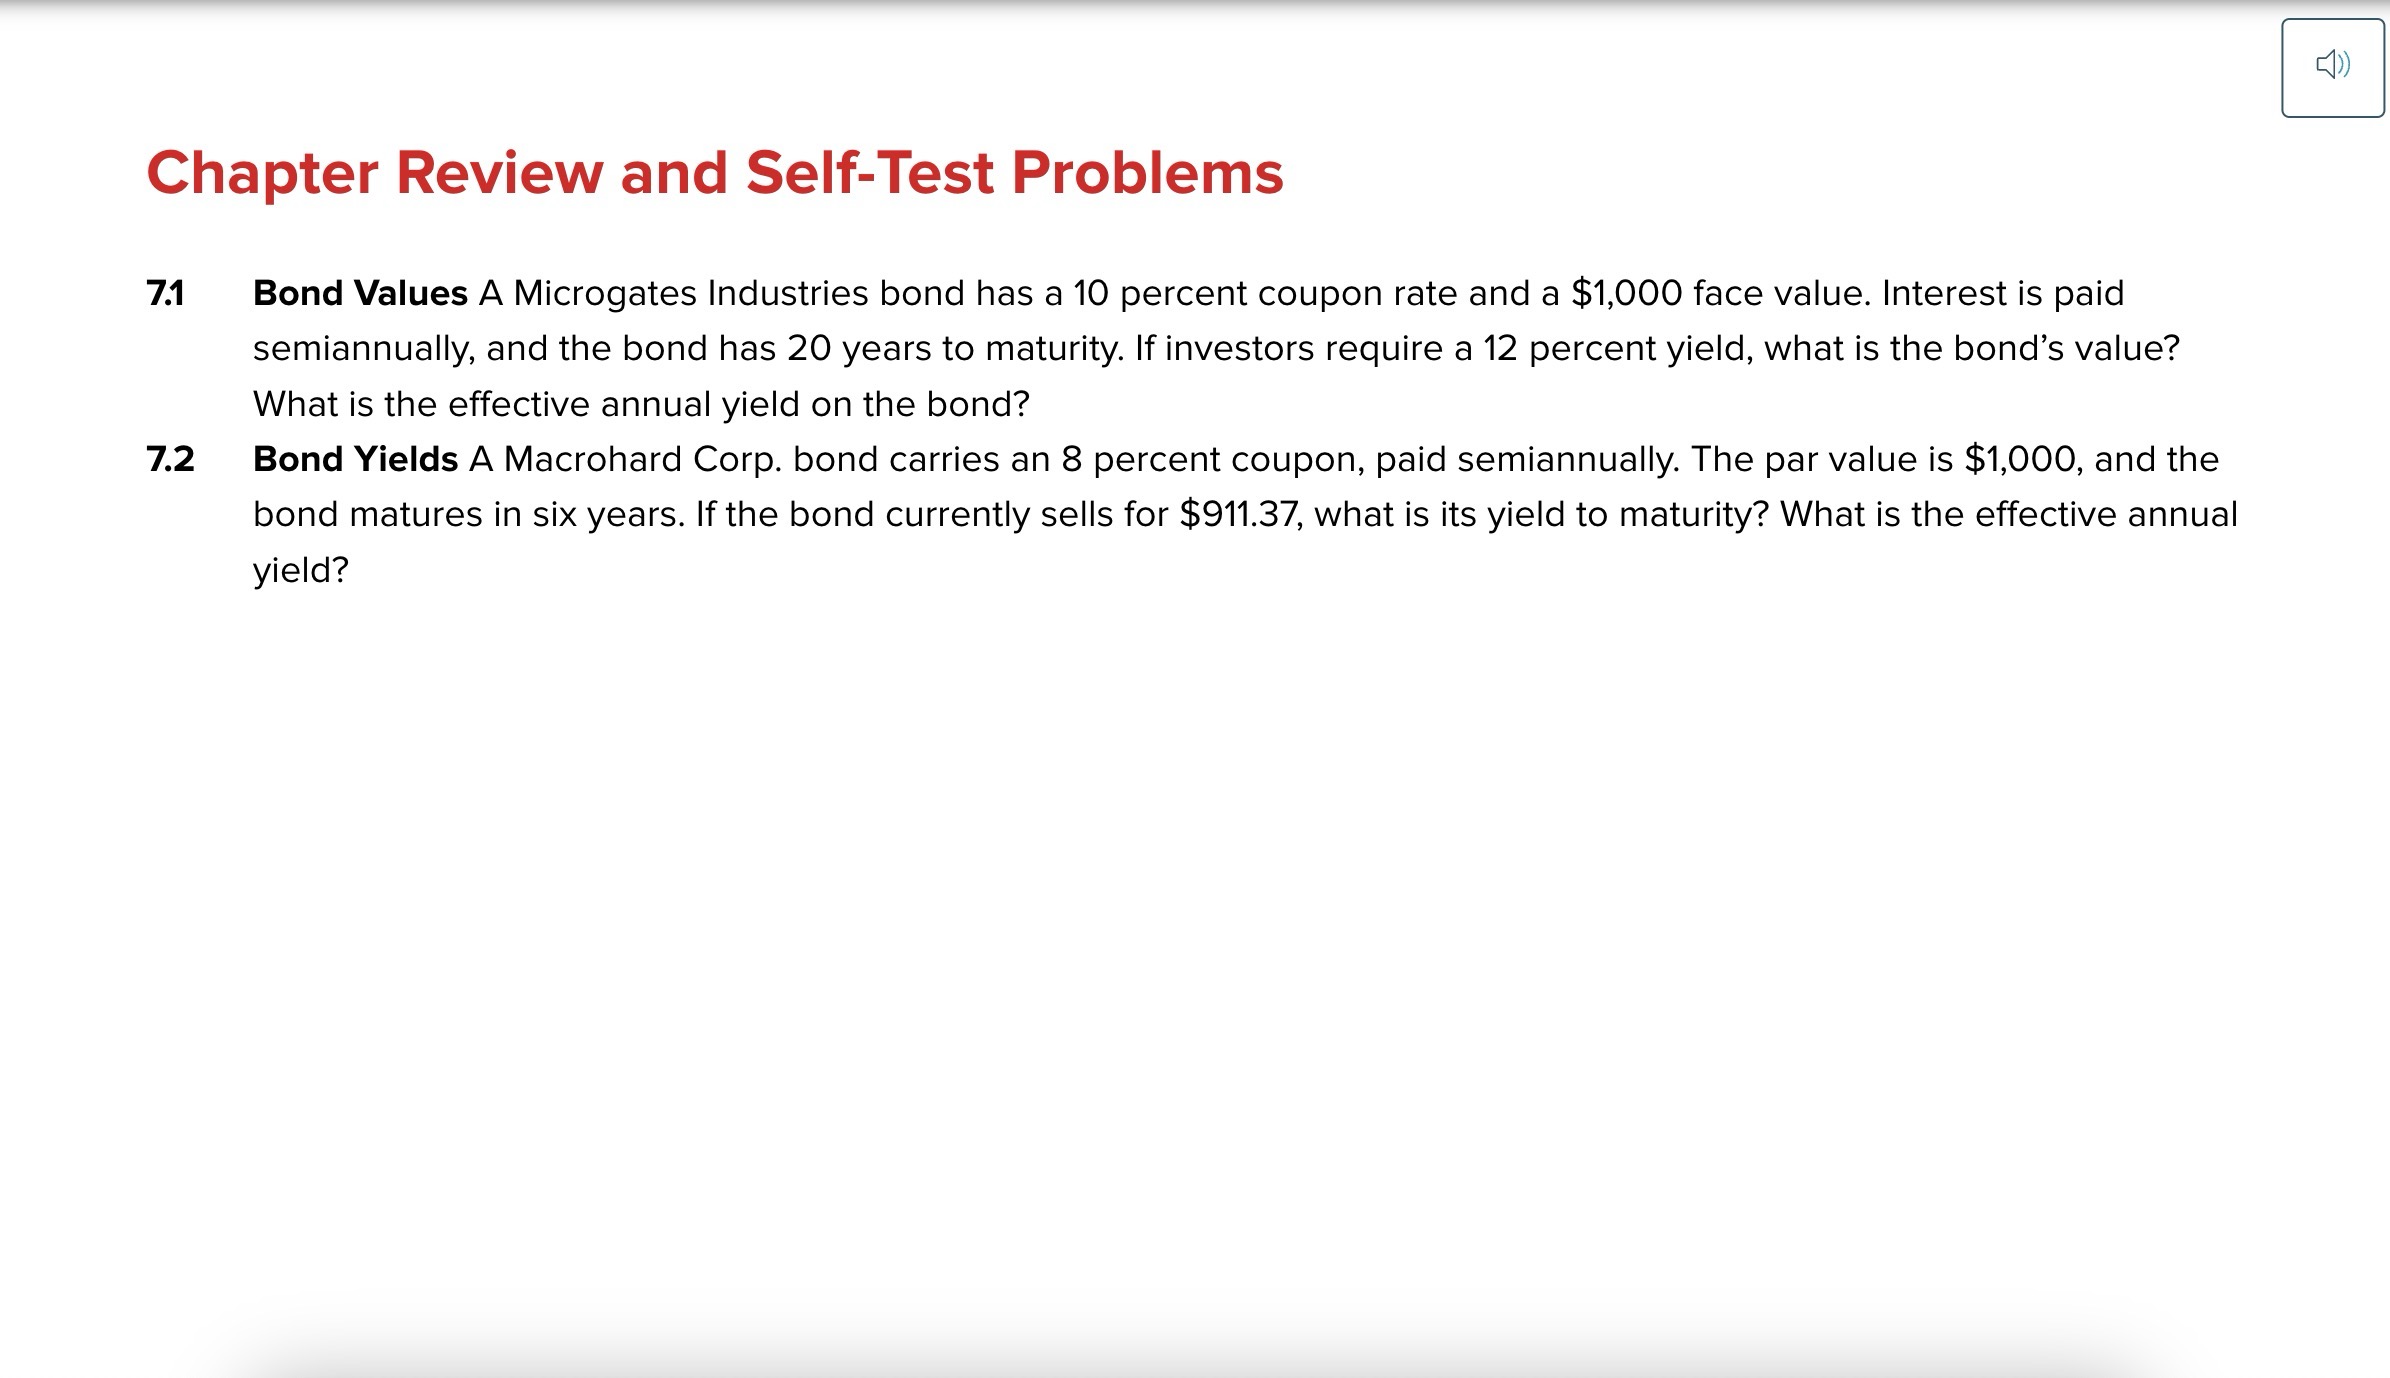 Chapter Review and Self-Test Problems
7.1 Bond Values A Microgates Industries bond has a 10 percent coupon rate and a $1,000 face value. Interest is paid
semiannually, and the bond has 20 years to maturity. If investors require a 12 percent yield, what is the bond’s value?
What is the effective annual yield on the bond?
7.2 Bond Yields A Macrohard Corp. bond carries an 8 percent coupon, paid semiannually. The par value is $1,000, and the
bond matures in six years. If the bond currently sells for $911.37, what is its yield to maturity? What is the effective annual
yield?